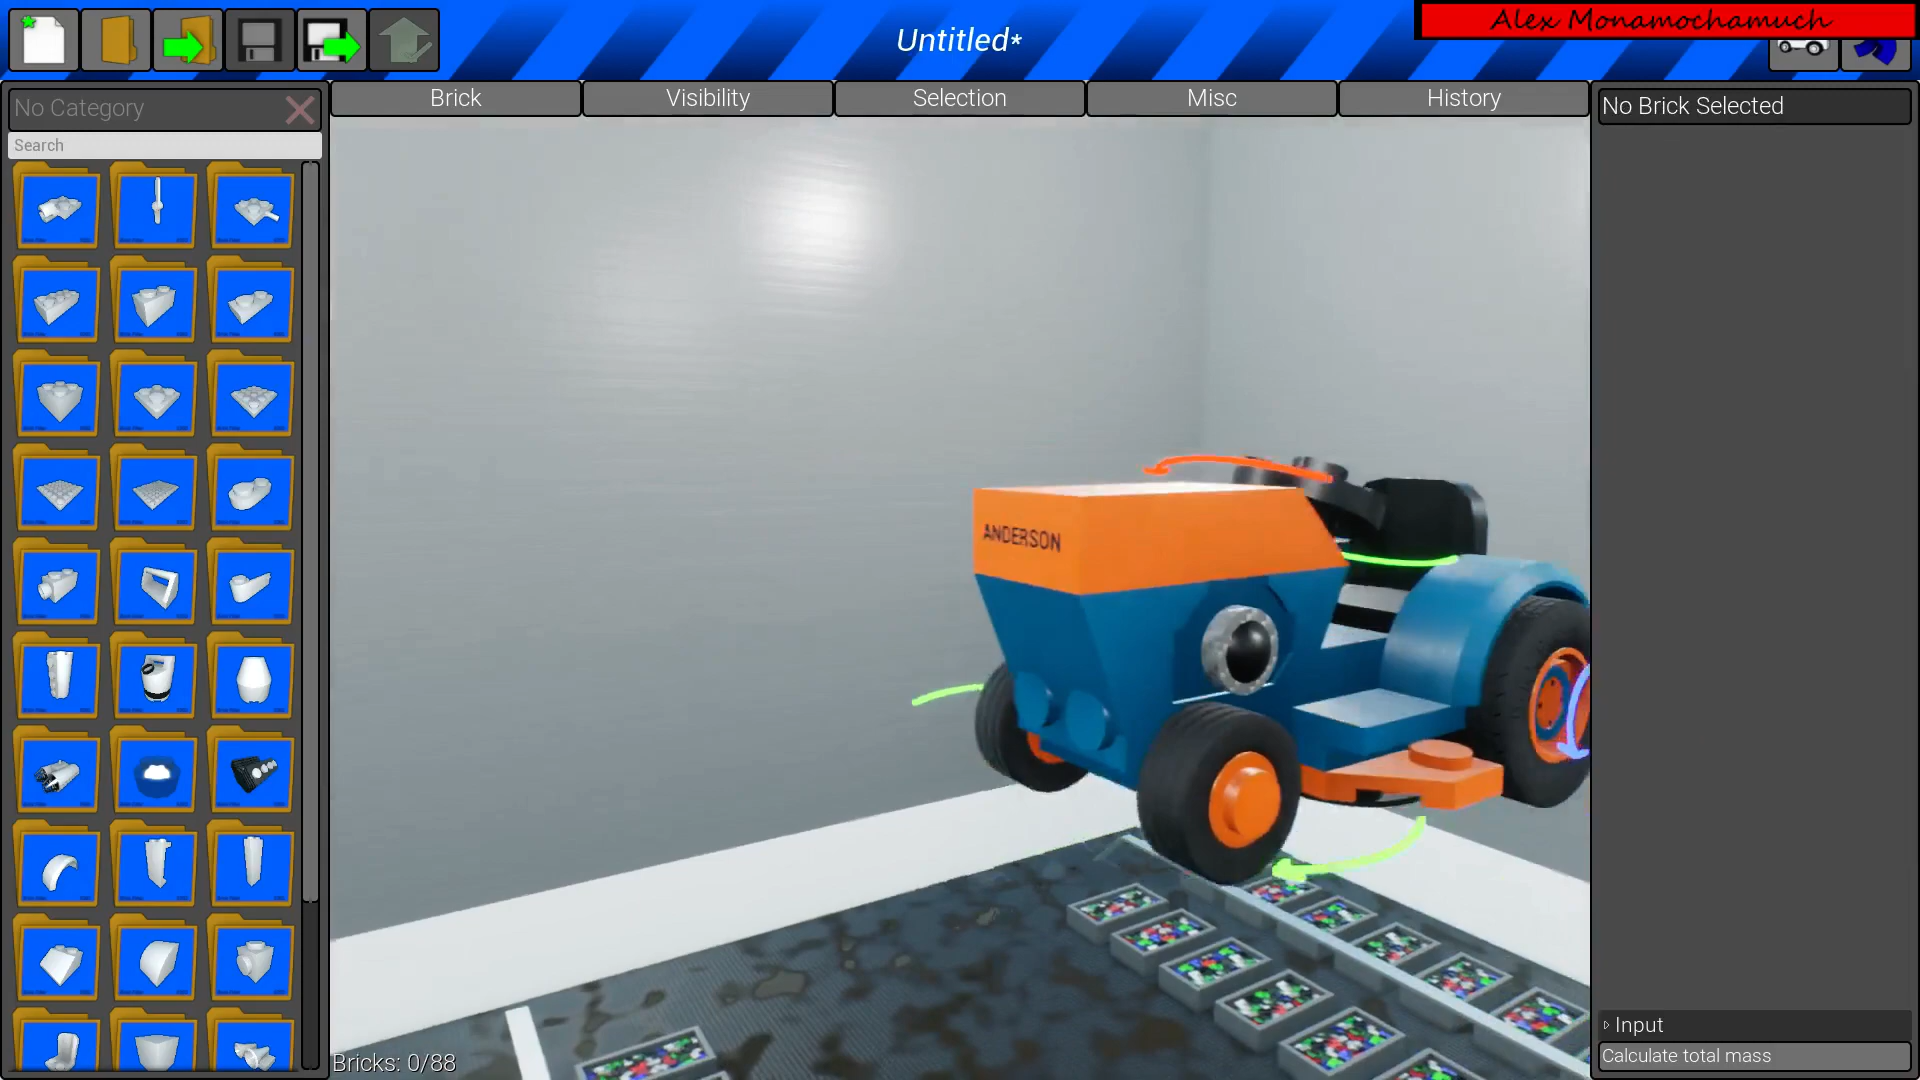 Untitled*
Alex Monamochamuch
No Category
Search
Brick
Visibility
Selection
Misc
History
No Brick Selected
ANDERSON
Bricks: 0/88
Input
Calculate total mass